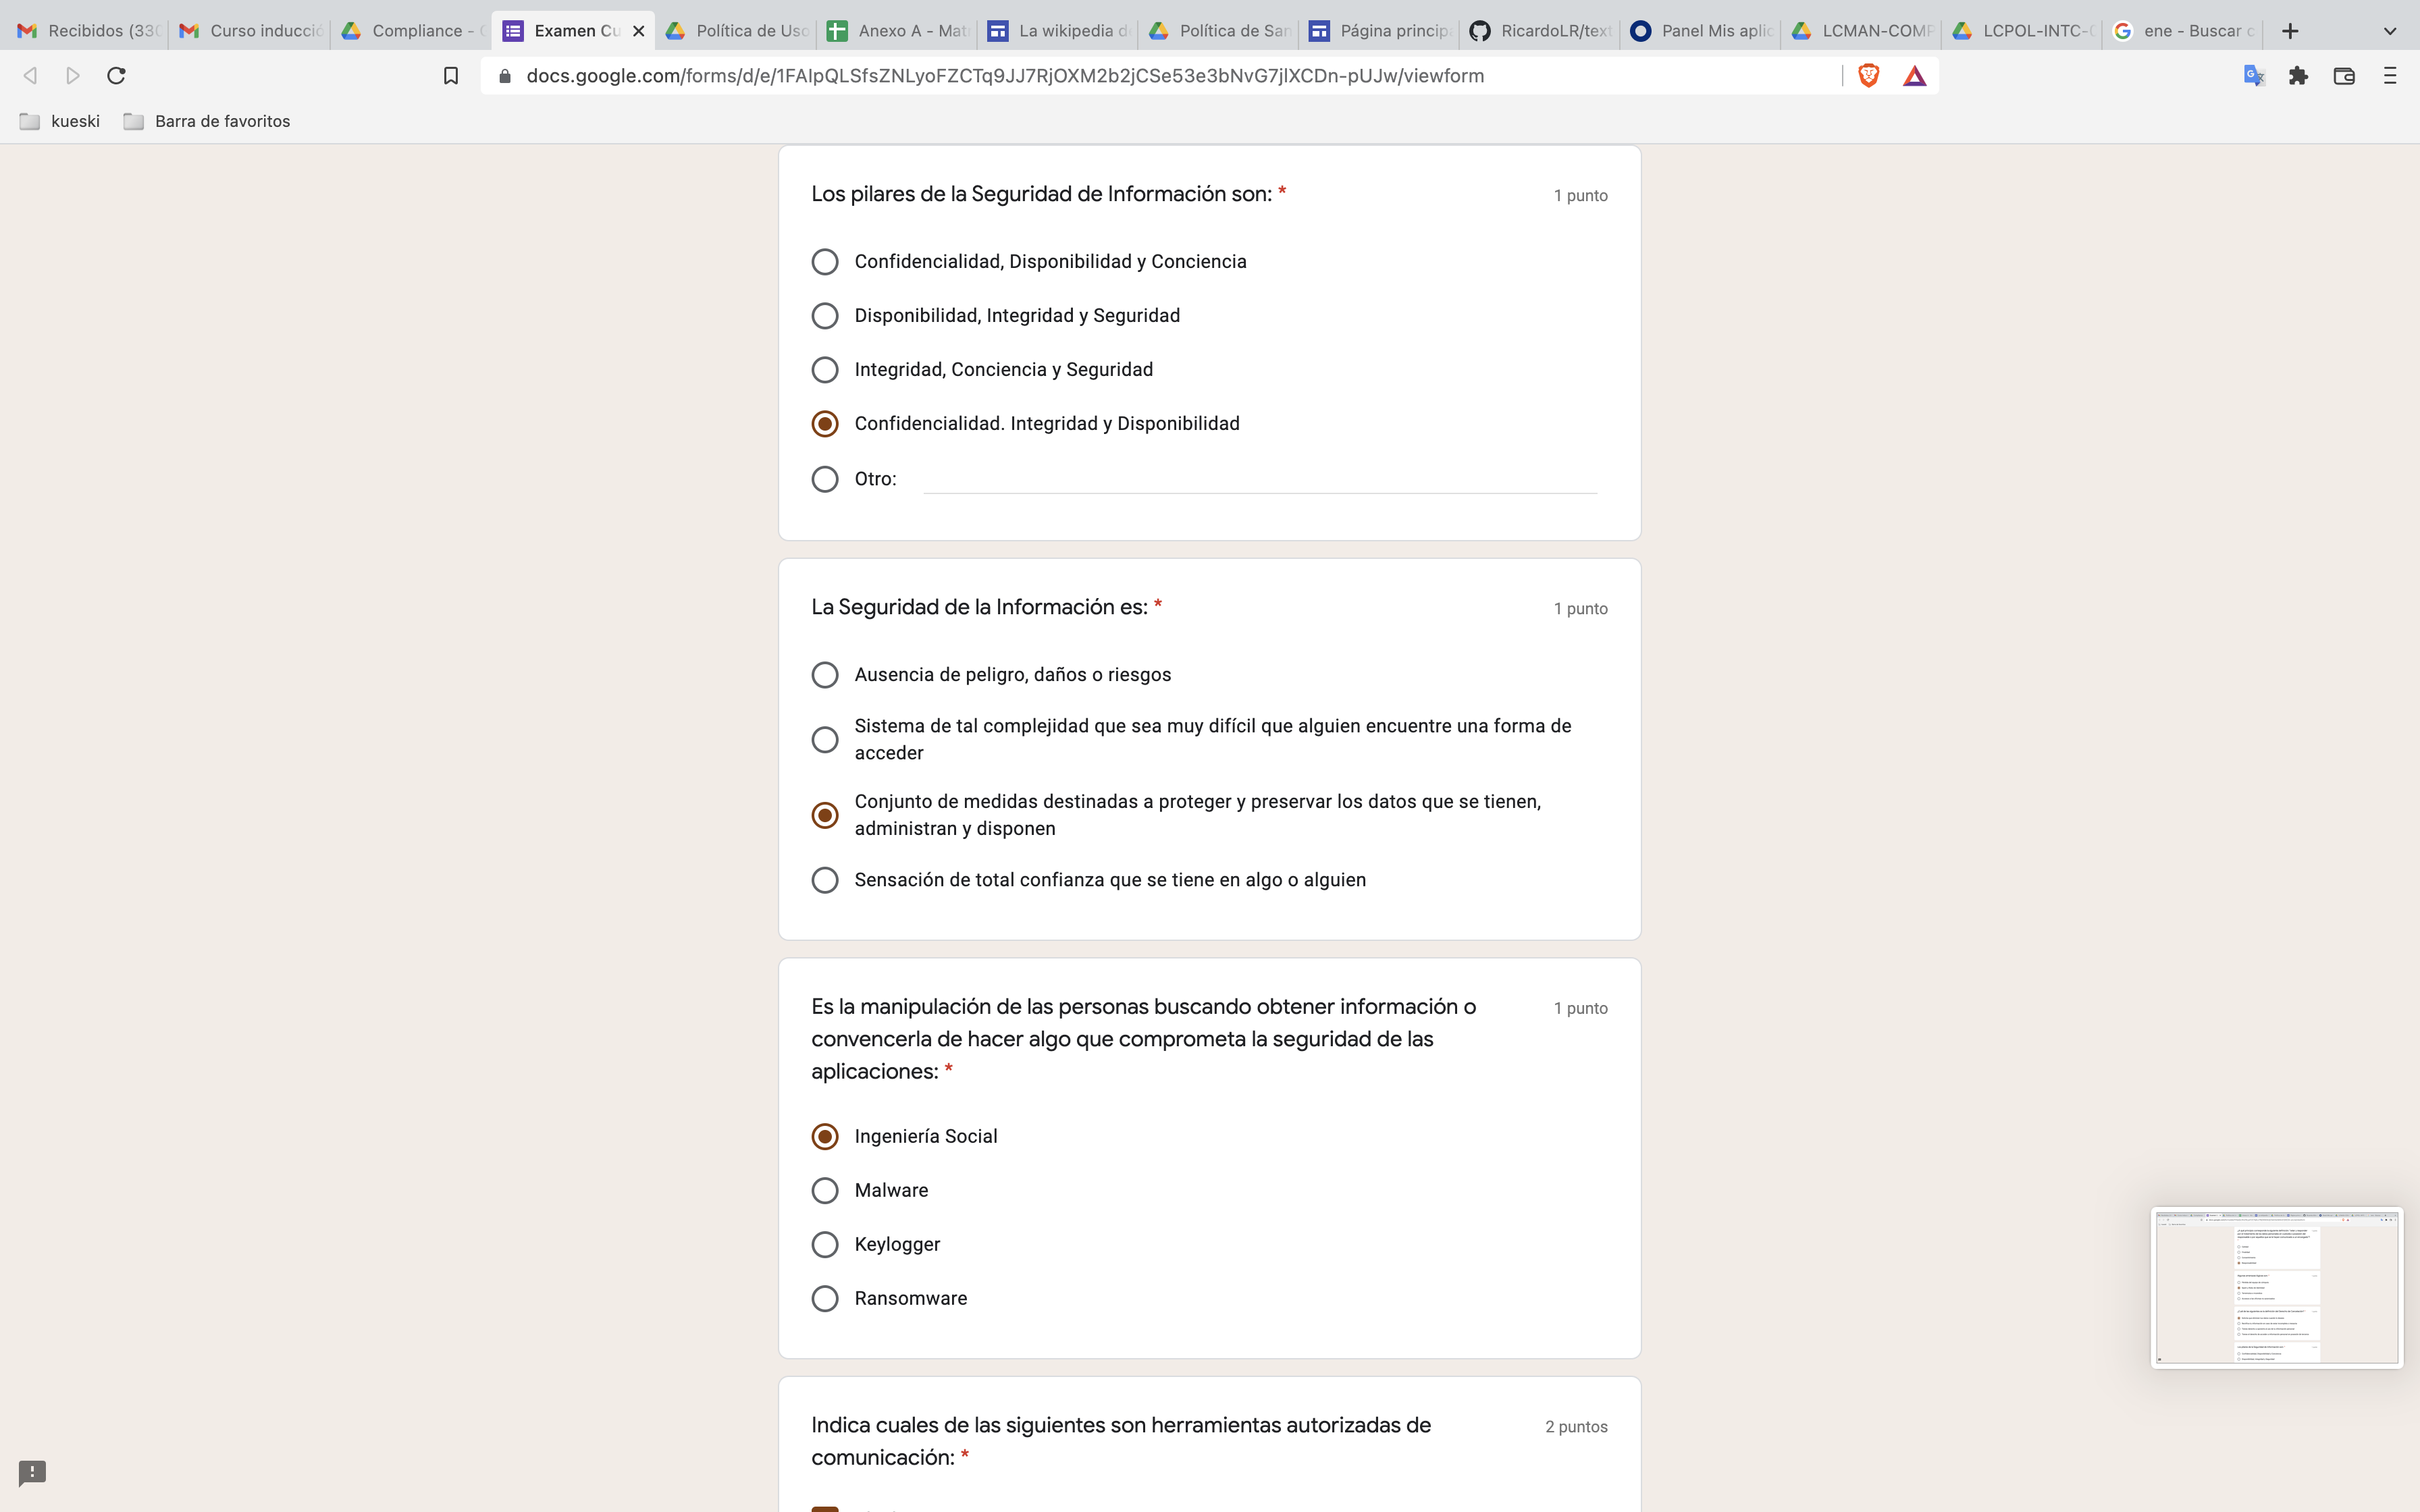 Recibidos (330
Curso inducció
Compliance - 
Examen Cu
Política de Uso
Anexo A - Mat
La wikipedia d
Política de San
Página princip
RicardoLR/text
Panel Mis aplic
LCMAN-COMP
LCPOL-INTC-
ene - Buscar c
docs.google.com/forms/d/e/1FAIpQLSfsZNLyoFZCTq9JJ7RjOXM2b2jCSe53e3bNvG7jlXCDn-pUJw/viewform
kueski
Barra de favoritos
Los pilares de la Seguridad de Información son: *
1 punto
Confidencialidad, Disponibilidad y Conciencia
Disponibilidad, Integridad y Seguridad
Integridad, Conciencia y Seguridad
Confidencialidad. Integridad y Disponibilidad
Otro:
La Seguridad de la Información es: *
1 punto
Ausencia de peligro, daños o riesgos
Sistema de tal complejidad que sea muy difícil que alguien encuentre una forma de
acceder
Conjunto de medidas destinadas a proteger y preservar los datos que se tienen,
administran y disponen
Sensación de total confianza que se tiene en algo o alguien
Es la manipulación de las personas buscando obtener información o
1 punto
convencerla de hacer algo que comprometa la seguridad de las
aplicaciones: *
Ingeniería Social
Malware
Keylogger
Ransomware
Indica cuales de las siguientes son herramientas autorizadas de
2 puntos
comunicación: *